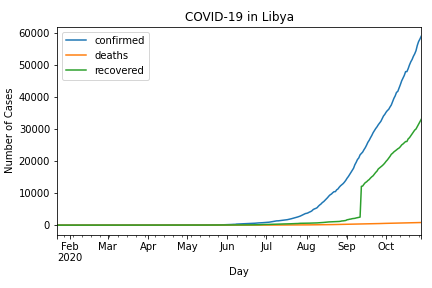 COVID-19 in Libya
confirmed
deaths
recovered
Number of Cases
60000
50000
40000
30000
20000
10000
0
Feb Mar Apr May Jun Jul Aug Sep Oct
2020
Day